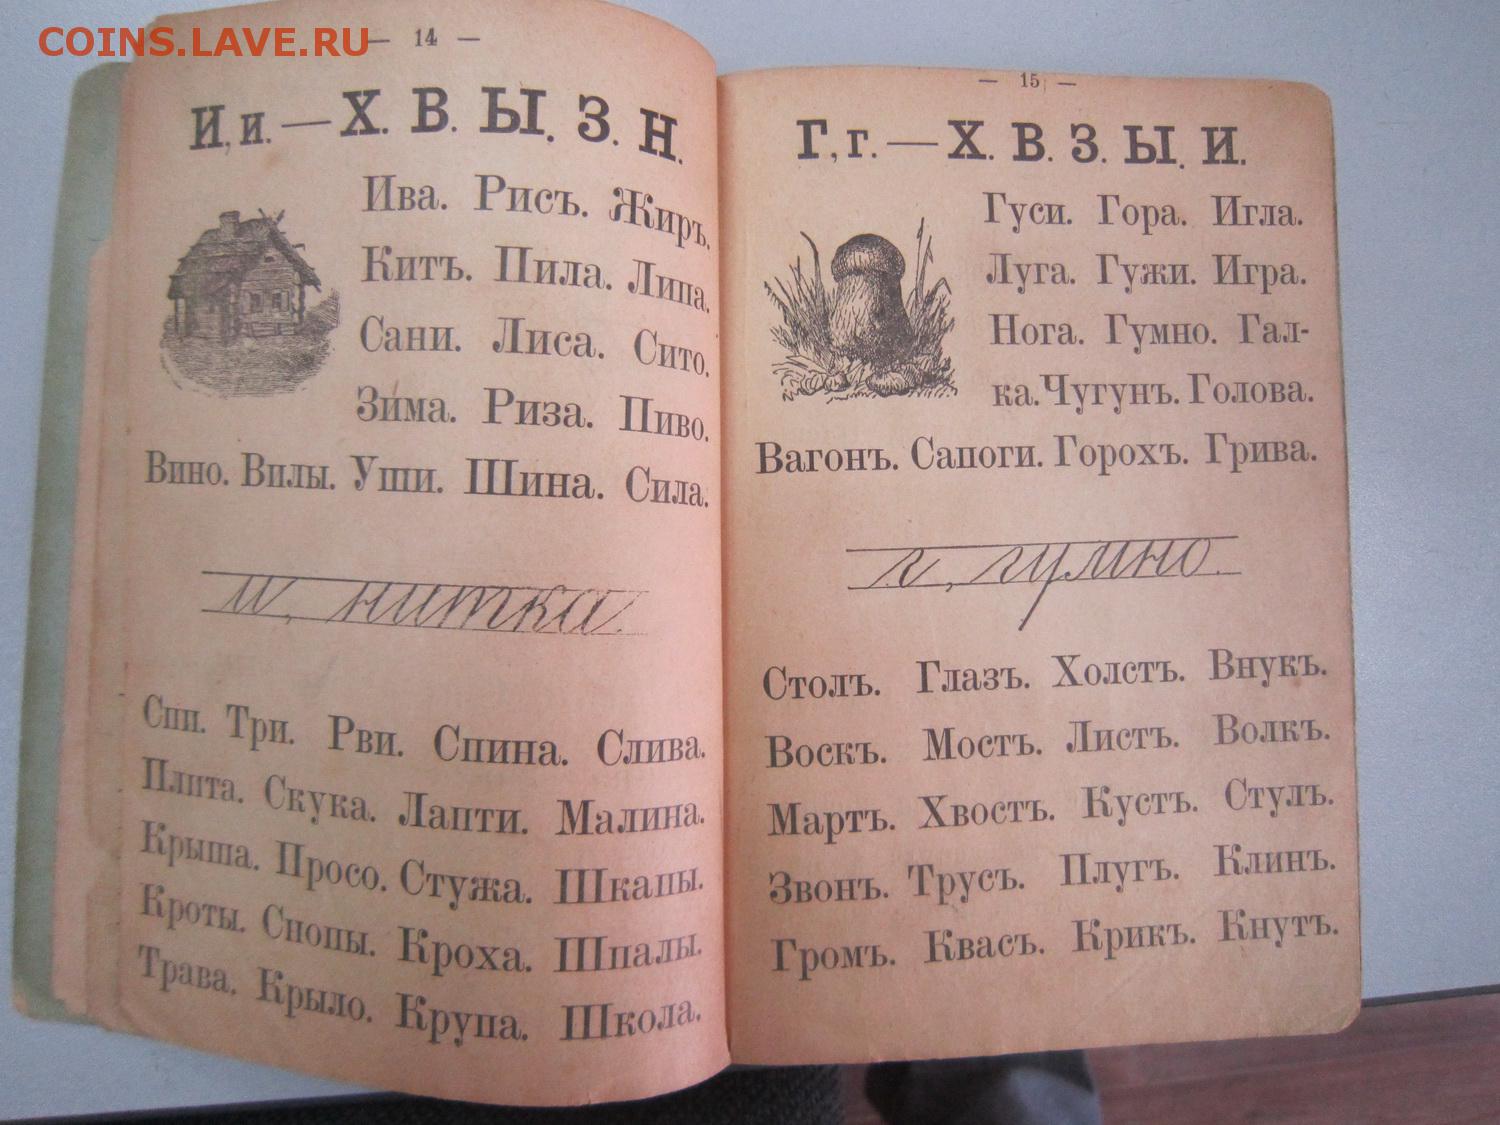 COINS.LAVE.RU
— 14 —
И, и. — Х. В. Ы. З. Н.
Ива. Рисъ. Жиръ.
Китъ. Пила. Липа.
Сани. Лиса. Сито.
Зима. Риза. Пиво.
Вино. Вилы. Уши. Шина. Сила.
и, нитка.
Спи. Три. Рви. Спина. Слива.
Плита. Скука. Лапти. Малина.
Крыша. Просо. Стужа. Шкапы.
Кроты. Снопы. Кроха. Шпалы.
Трава. Крыло. Крупа. Школа.
— 15 —
Г, г. — Х. В. З. Ы. И.
Гуси. Гора. Игла.
Луга. Гужи. Игра.
Нога. Гумно. Гал-
ка. Чугунъ. Голова.
Вагонъ. Сапоги. Горохъ. Грива.
г, гумно.
Столъ. Глазъ. Холстъ. Внукъ.
Воскъ. Мостъ. Листъ. Волкъ.
Мартъ. Хвостъ. Кустъ. Стулъ.
Звонъ. Трусъ. Плугъ. Клинъ.
Громъ. Квасъ. Крикъ. Кнутъ.